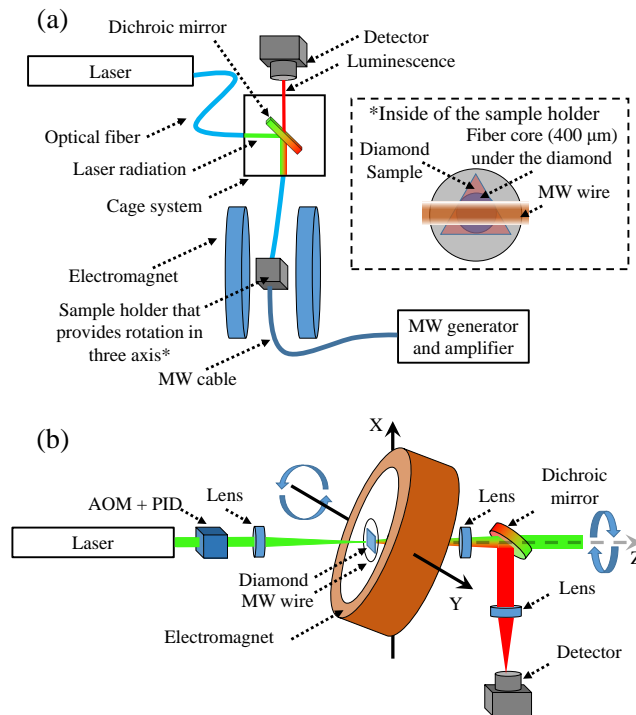 (a)
Dichroic mirror
Detector
Luminescence
Laser
Optical fiber
Laser radiation
Cage system
Electromagnet
Sample holder that
provides rotation in
three axis*
MW cable
*Inside of the sample holder
Fiber core (400 μm)
under the diamond
Diamond
Sample
MW wire
MW generator
and amplifier
(b)
X
AOM + PID
Lens
Lens
Dichroic
mirror
Laser
Z
Diamond
MW wire
Electromagnet
Y
Lens
Detector